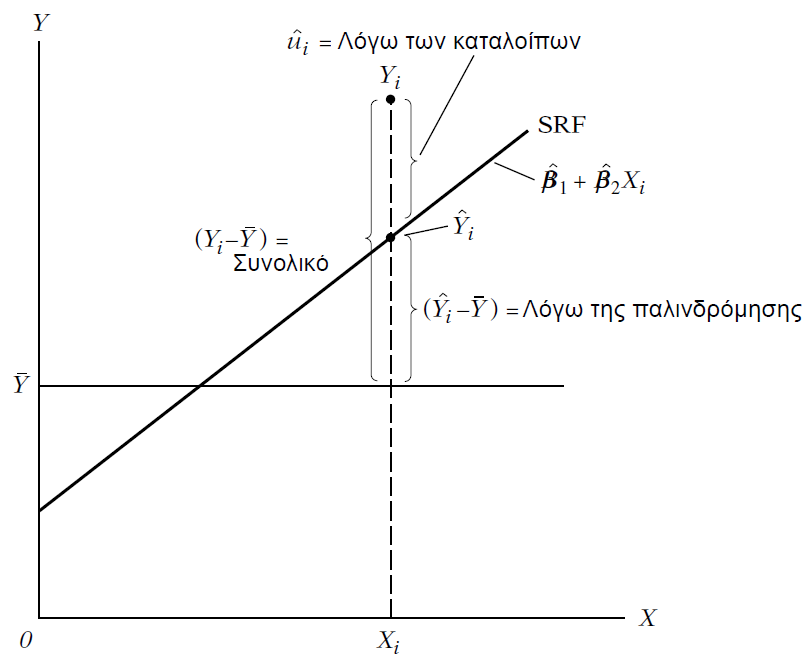 Y
û_i = Λόγω των καταλοίπων
Y_i
SRF
β̂_1 + β̂_2X_i
Ŷ_i
(Y_i–Ȳ) =
Συνολικό
(Ŷ_i–Ȳ) = Λόγω της παλινδρόμησης
Ȳ
X
0
X_i